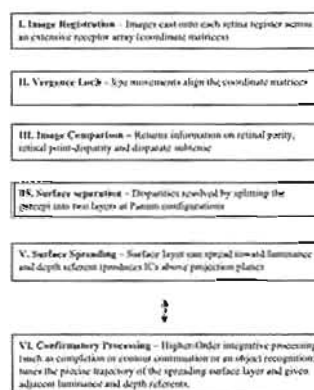 I. Image Registration – Images cast onto each retina register across
an extensive receptor array (coordinate matrices)
II. Vergence Lock – Eye movements align the coordinate matrices
III. Image Comparison – Returns information on retinal parity,
retinal point-disparity and disparate subtense
Surface separation – Disparities resolved by splitting the
percept into two layers at Panum configurations
V. Surface Spreading – Surface layer can spread toward luminance
and depth referent (produces ICs above projection plane)
VI. Confirmatory Processing – Higher-Order integrative processing
(such as completion or contour continuation or an object recognition)
tunes the precise trajectory of the spreading surface layer and given
adjacent luminance and depth referents.